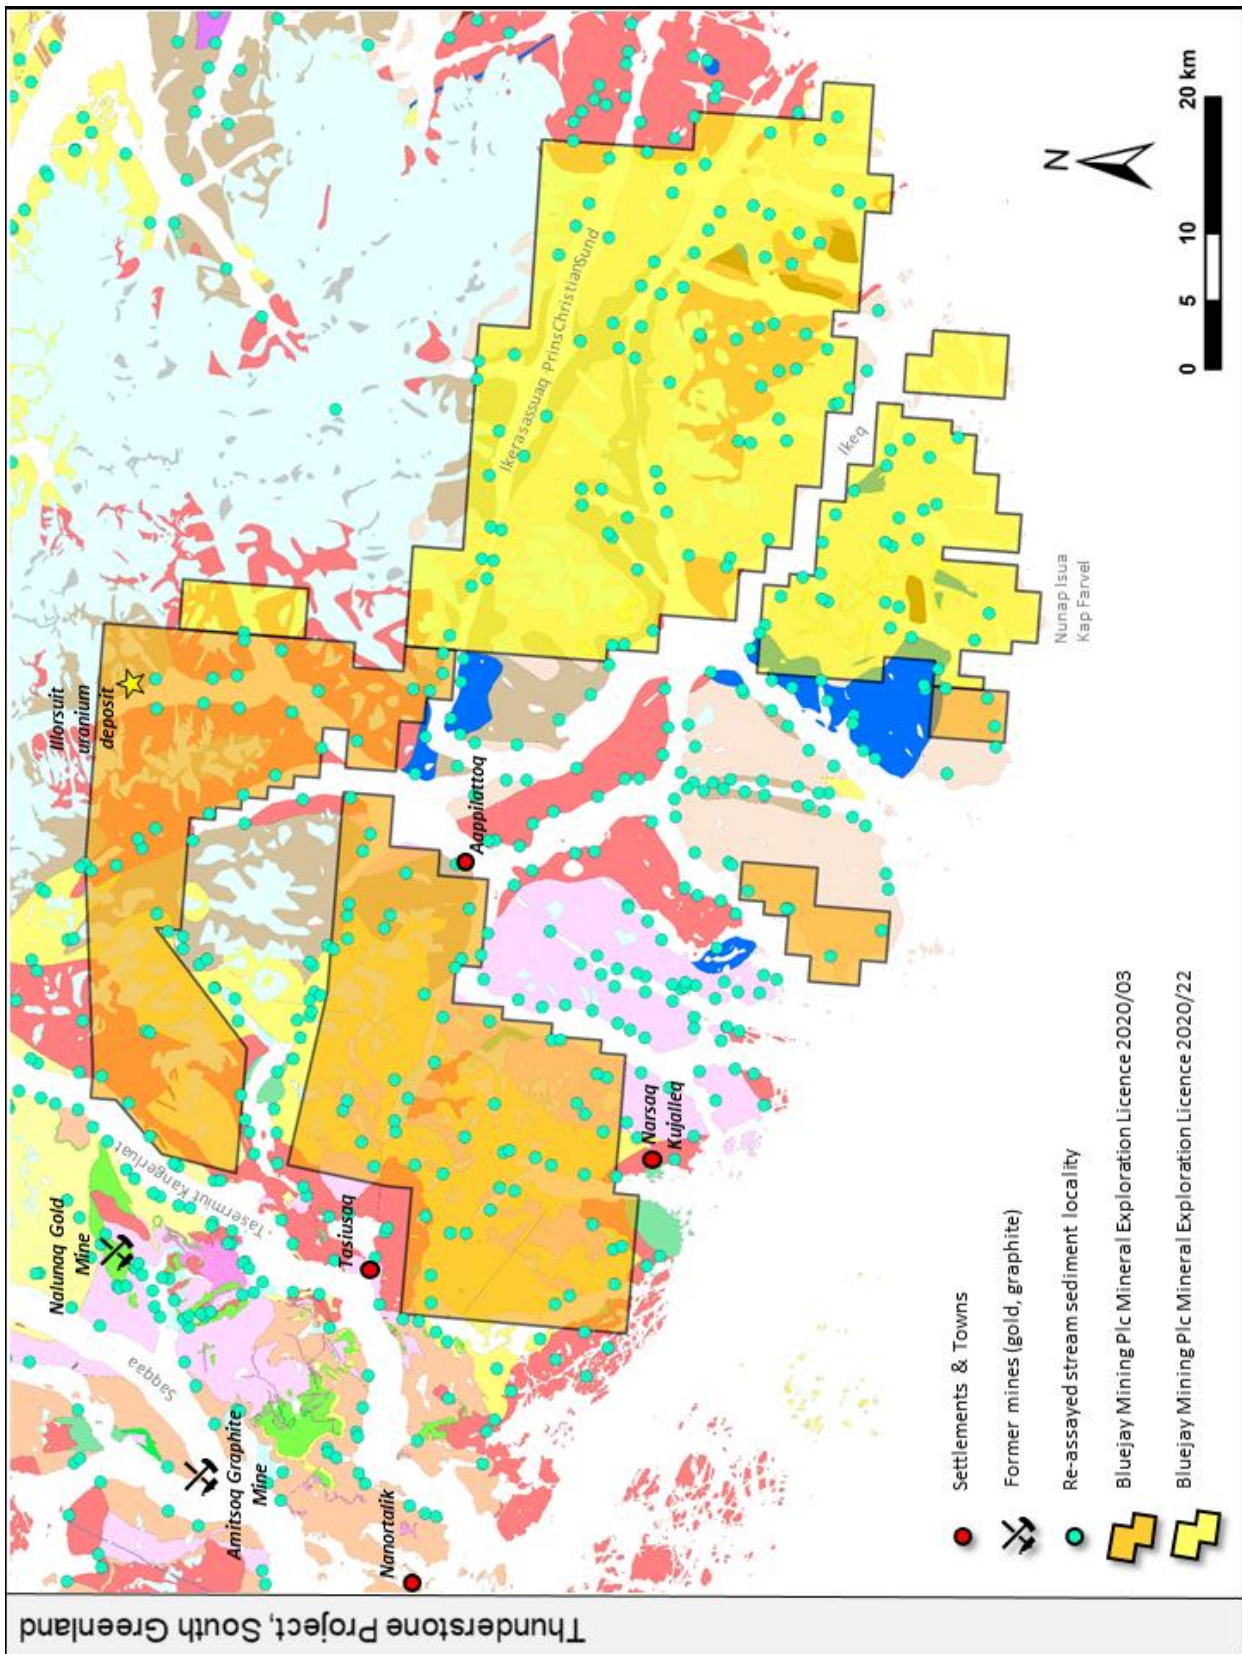 Thunderstone Project, South Greenland
Nalunaq Gold
Mine
Amitsoq Graphite
Mine
Saqqaa
Tasermiut Kangerluat
Nanortalik
Tasiusaq
Narsaq
Kujalleq
Aappilattoq
Illorsuit
uranium
deposit
Ikerasassuaq PrinsChristianSund
Ikeq
Nunap Isua
Kap Farvel
N
0
5
10
20 km
Settlements & Towns
Former mines (gold, graphite)
Re-assayed stream sediment locality
Bluejay Mining Plc Mineral Exploration Licence 2020/03
Bluejay Mining Plc Mineral Exploration Licence 2020/22